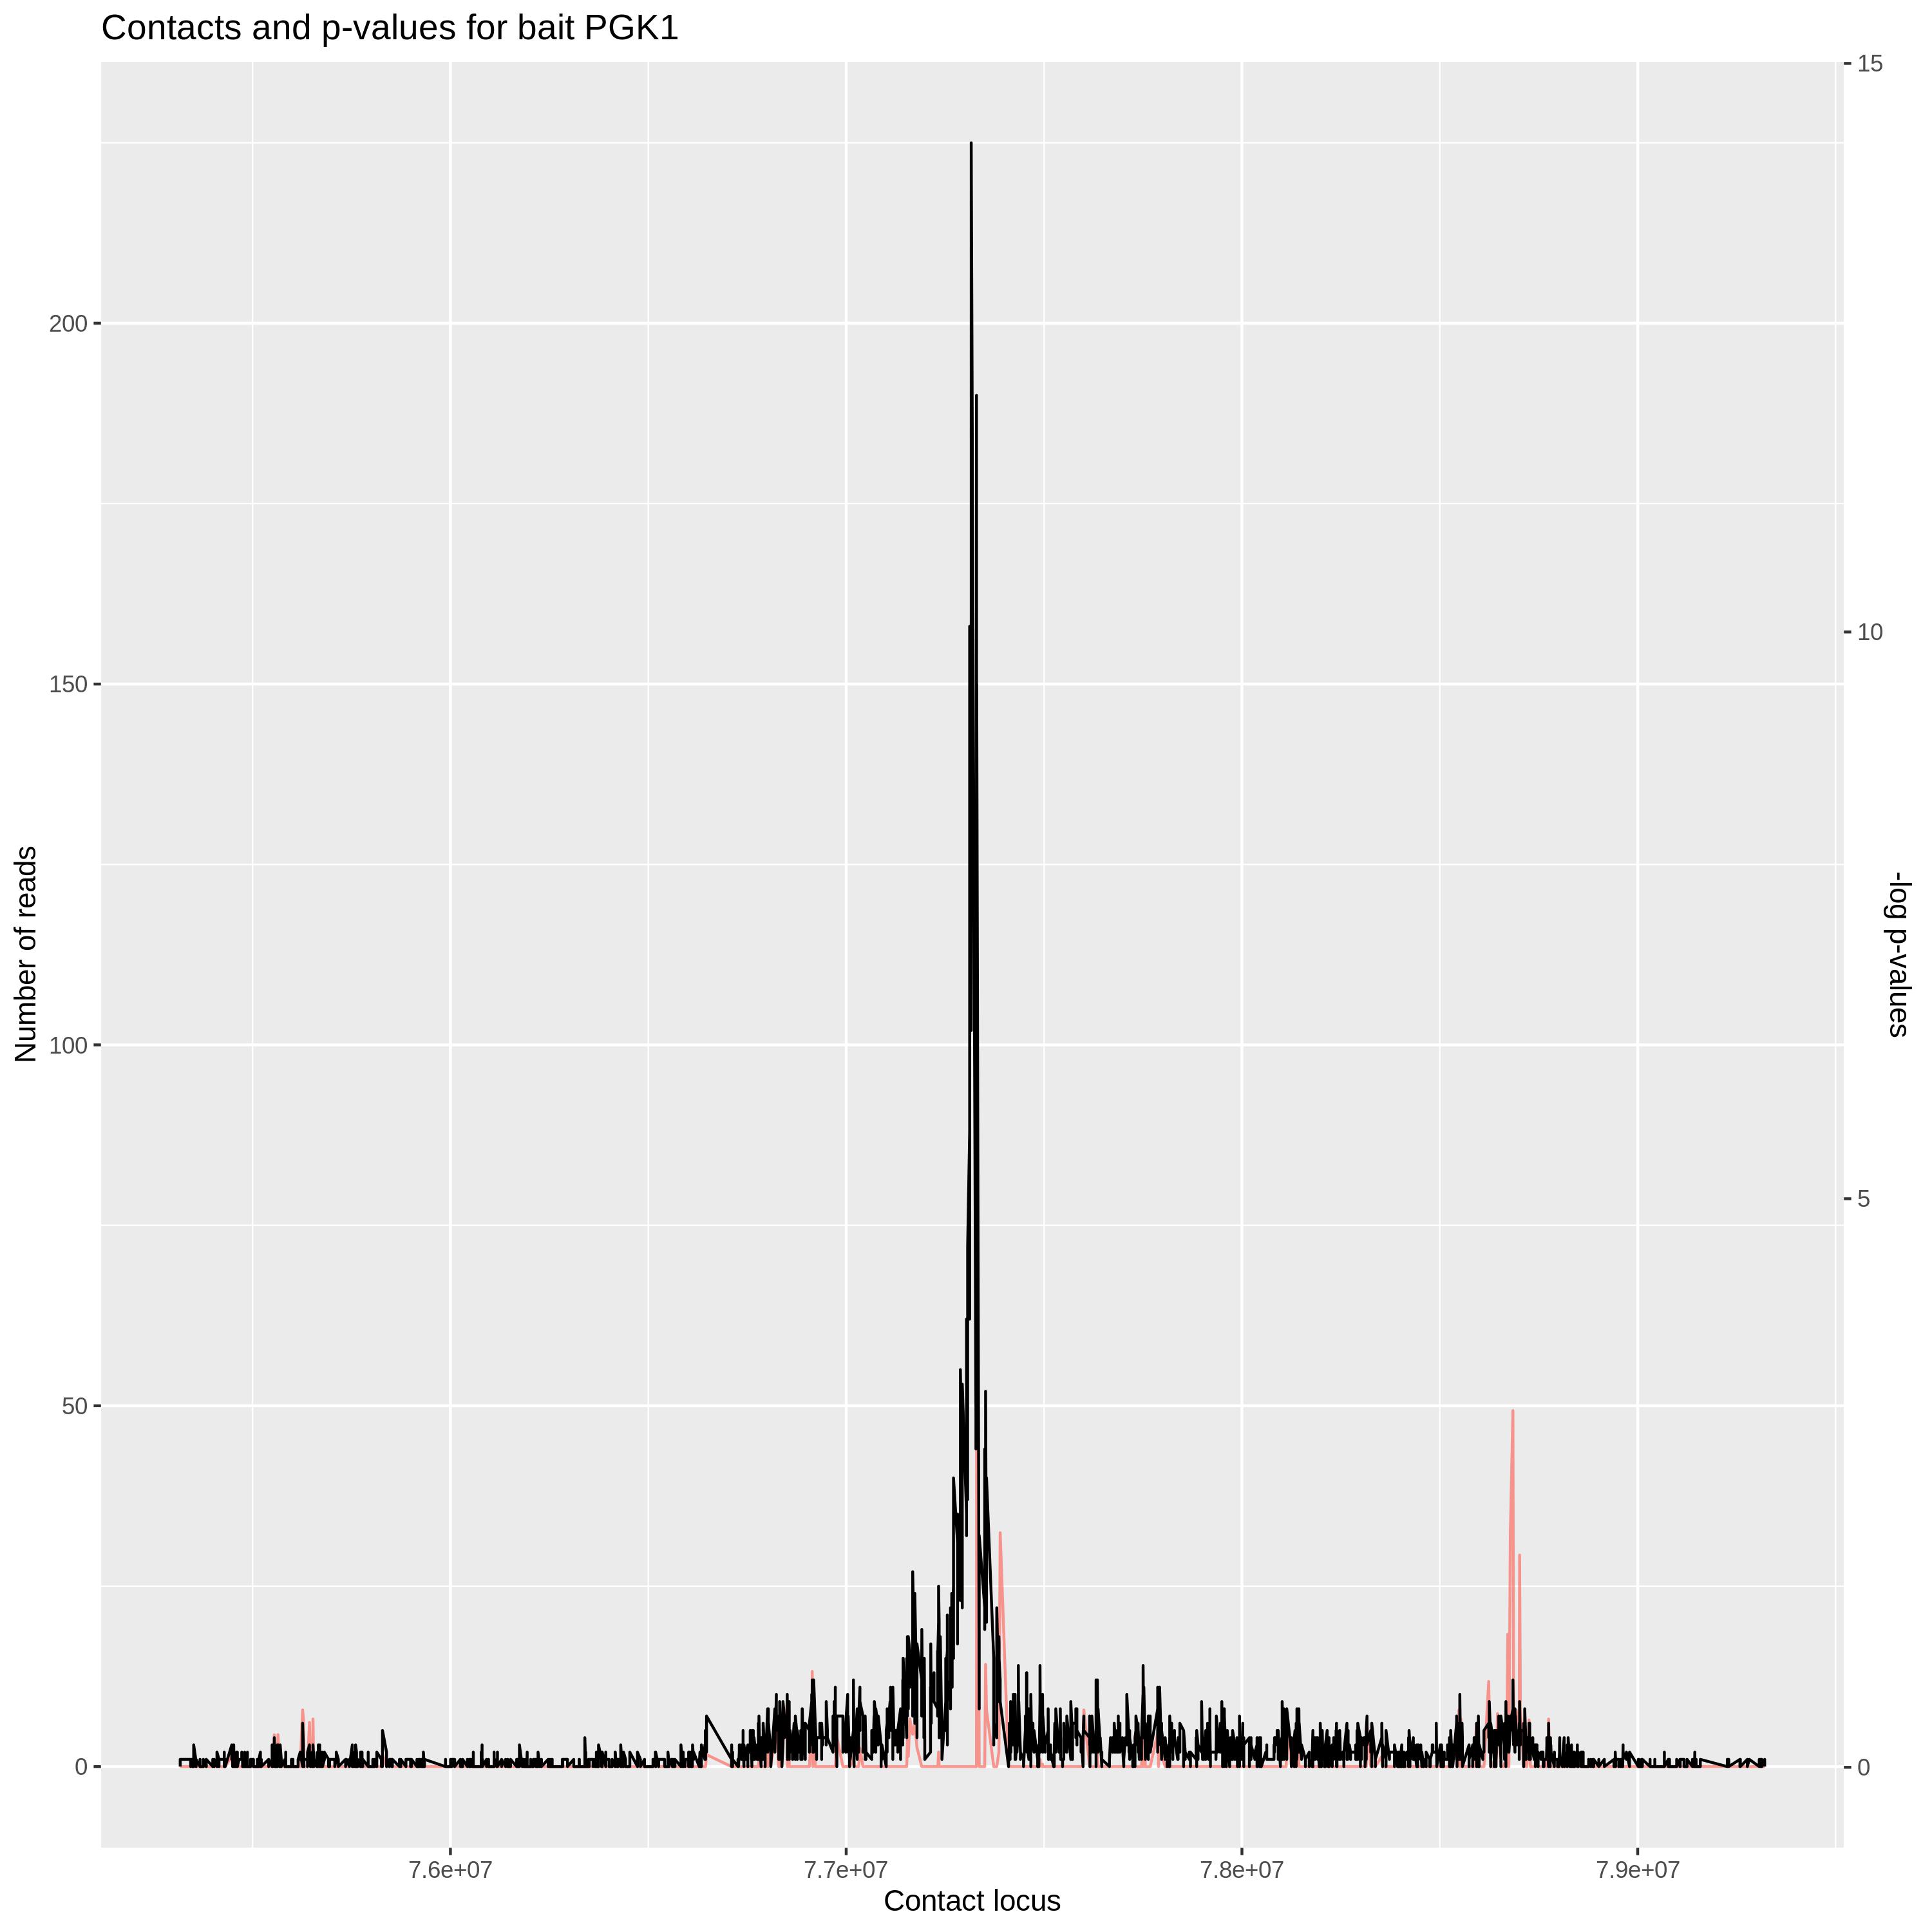 Contacts and p-values for bait PGK1
15
200
10
150
Number of reads
-log p-values
100
5
50
0
0
7.6e+07
7.7e+07
7.8e+07
7.9e+07
Contact locus